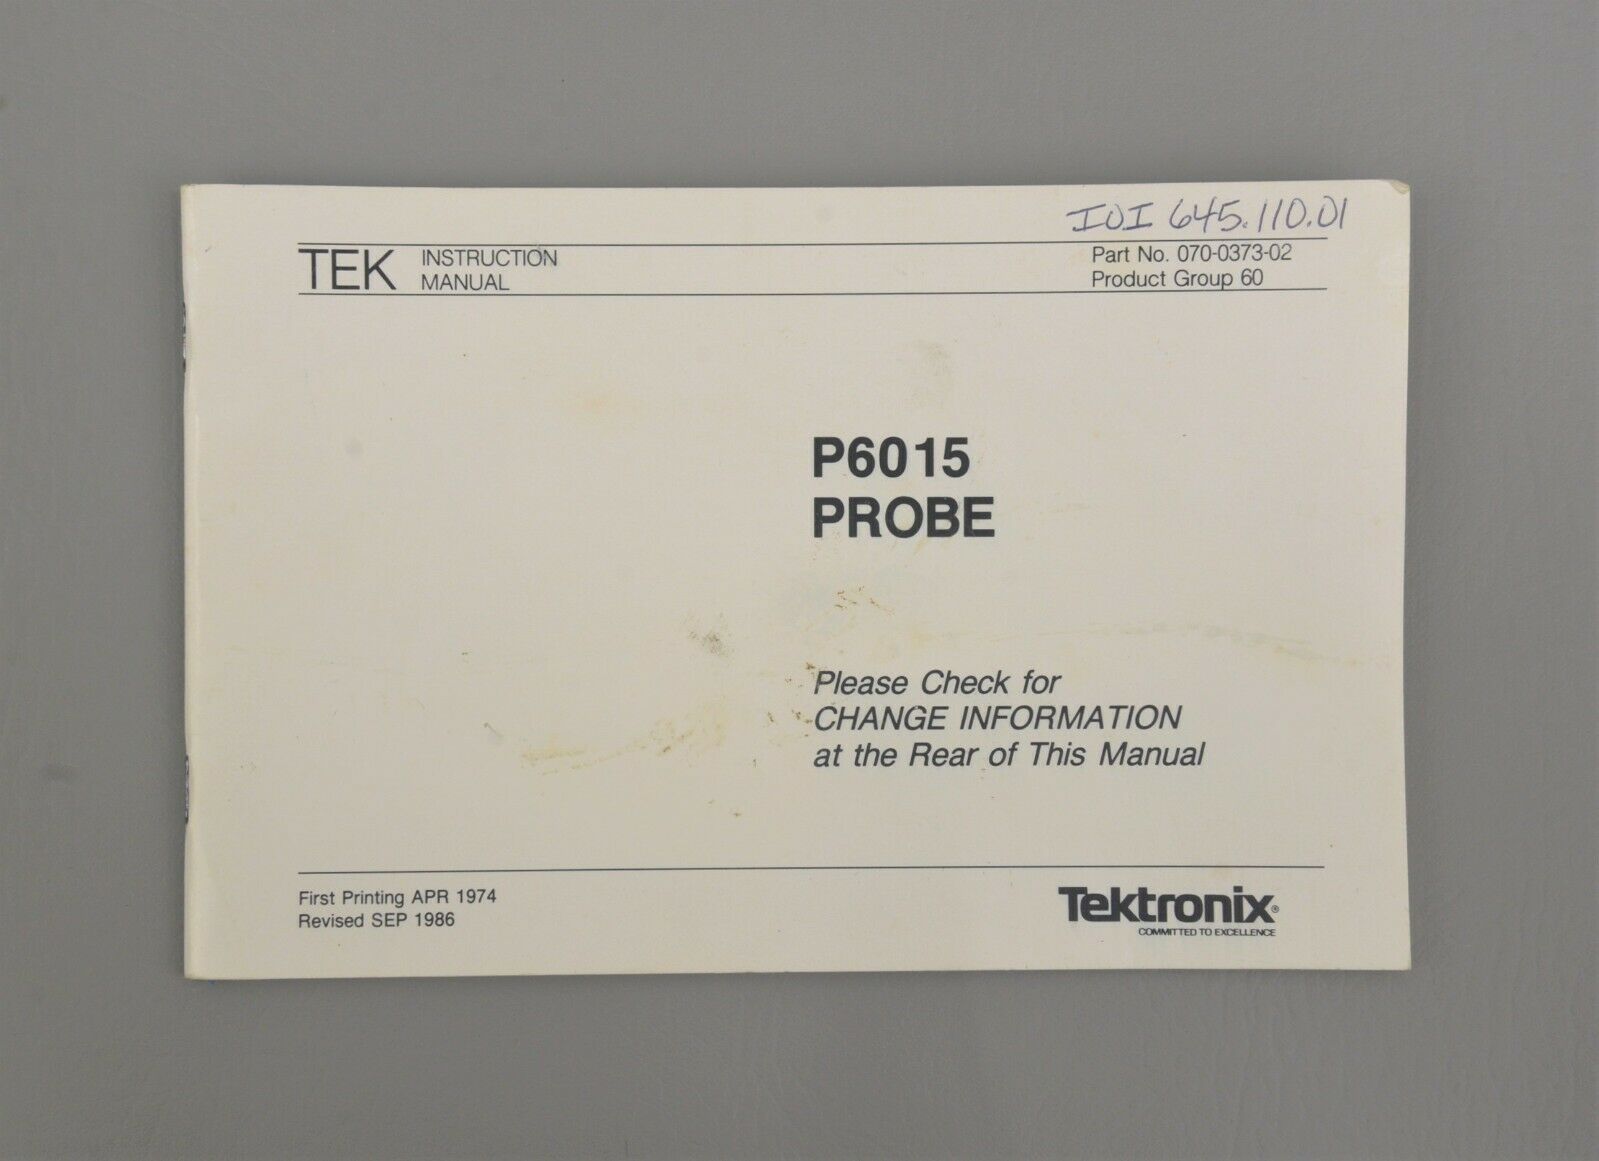 IOI 645.110.01
TEK
INSTRUCTION
MANUAL
Part No. 070-0373-02
Product Group 60
P6015
PROBE
Please Check for
CHANGE INFORMATION
at the Rear of This Manual
First Printing APR 1974
Revised SEP 1986
Tektronix®
COMMITTED TO EXCELLENCE